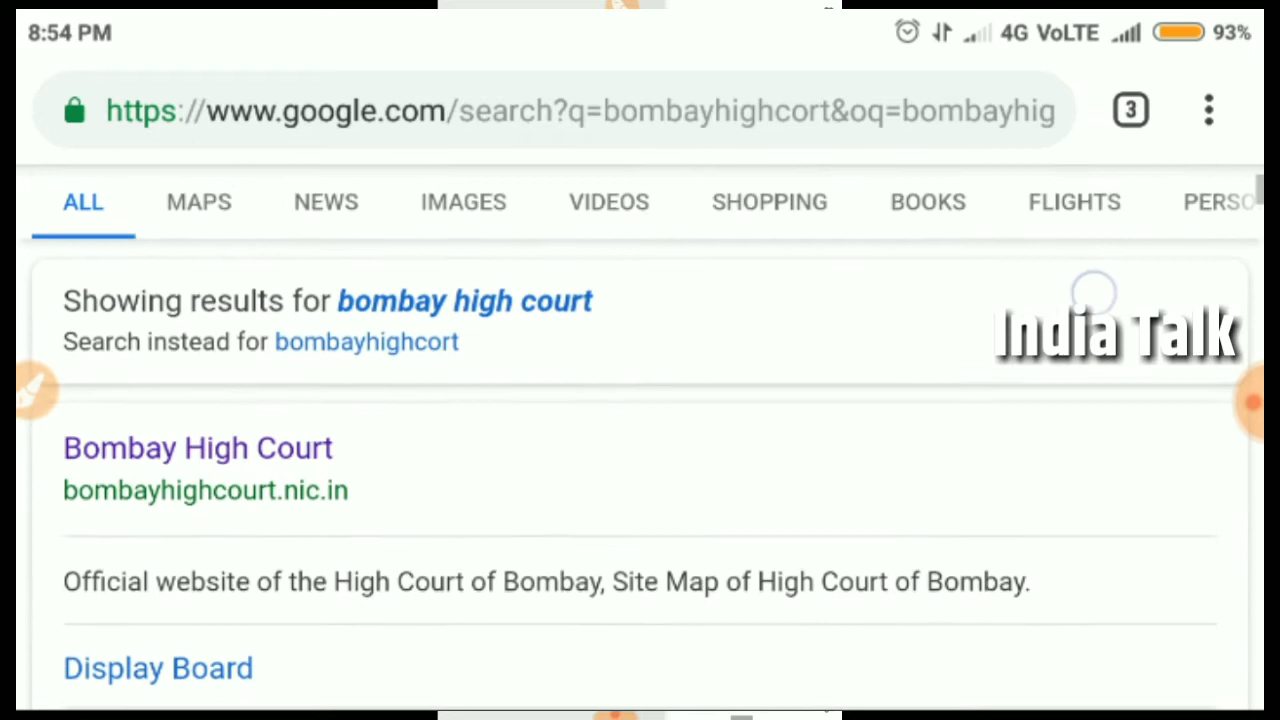 8:54 PM 4G VoLTE 93%
https://www.google.com/search?q=bombayhighcort&oq=bombayhig 3
ALL MAPS NEWS IMAGES VIDEOS SHOPPING BOOKS FLIGHTS PERSO
Showing results for bombay high court
Search instead for bombayhighcort
India Talk
Bombay High Court
bombayhighcourt.nic.in
Official website of the High Court of Bombay, Site Map of High Court of Bombay.
Display Board